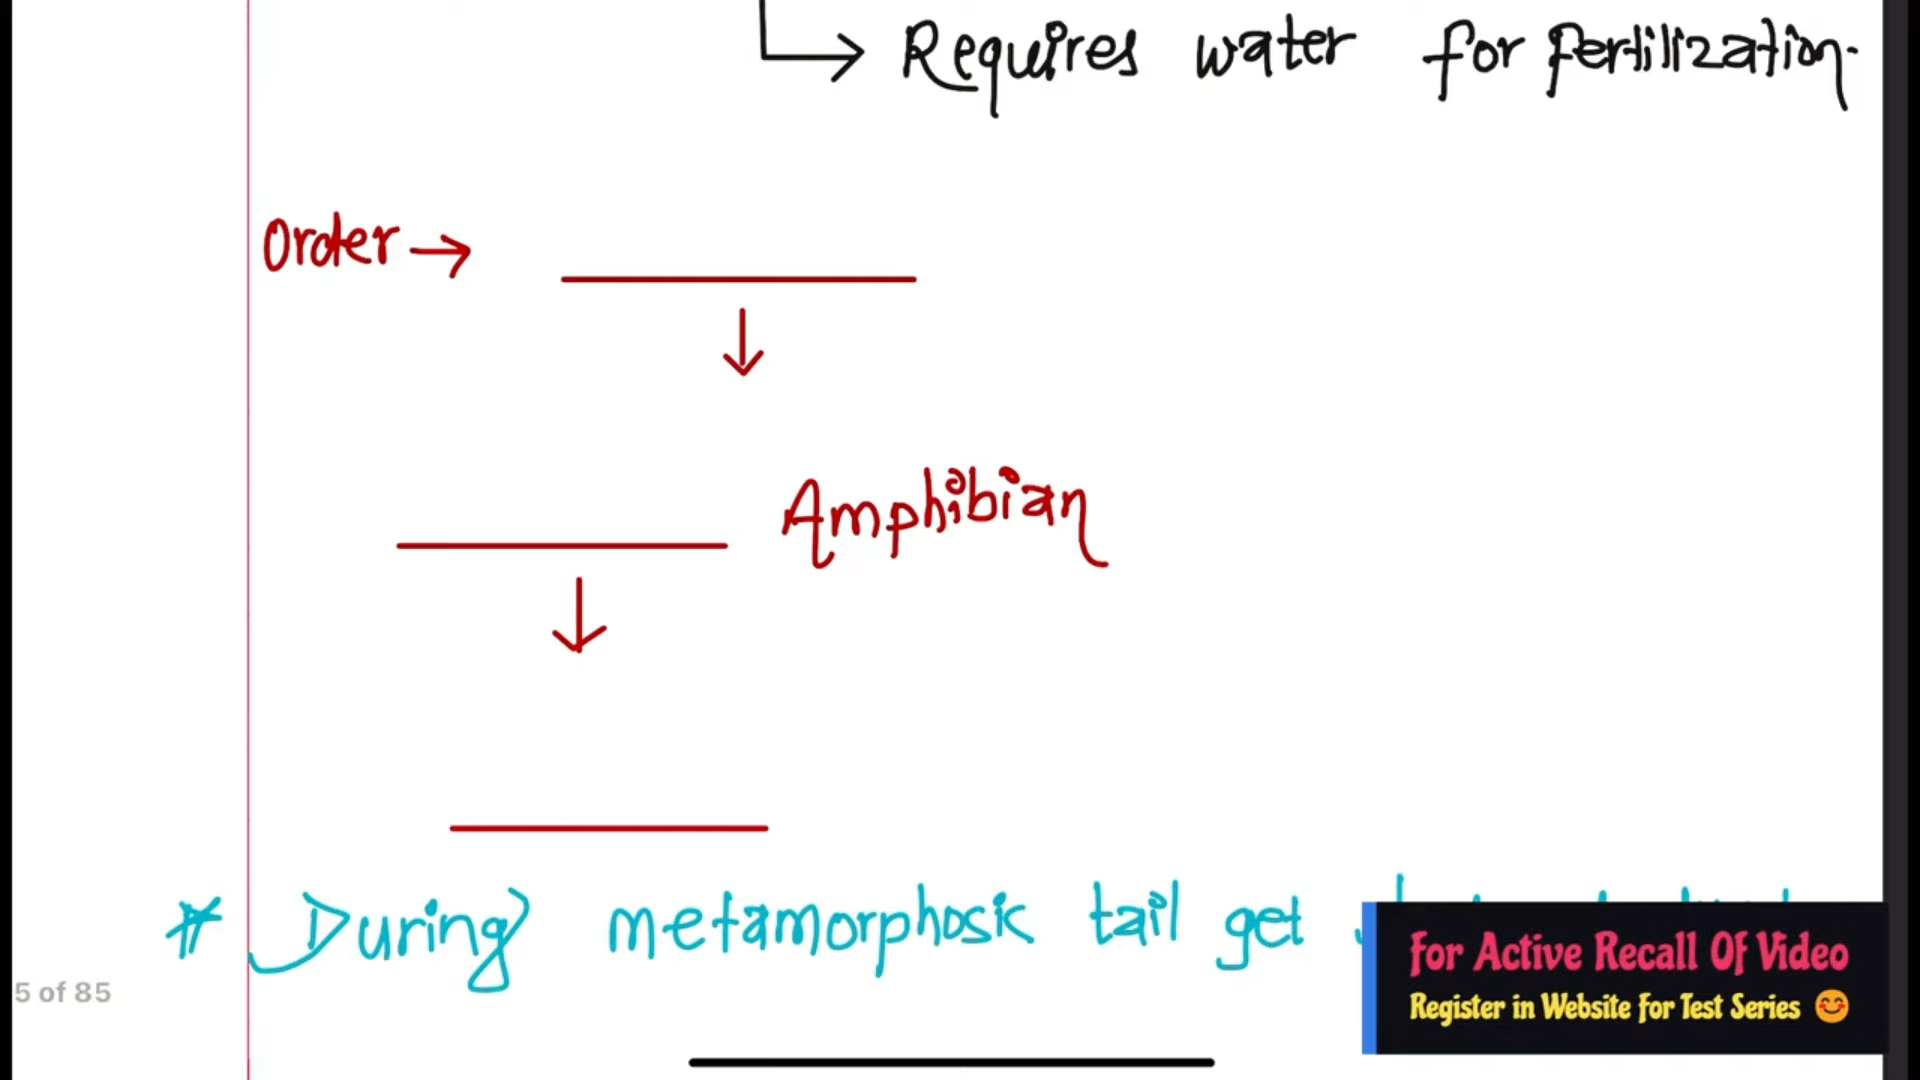 Requires water for fertilization.
Order →
↓
Amphibian
↓
* During metamorphosis tail get
5 of 85
For Active Recall Of Video
Register in Website For Test Series 😊